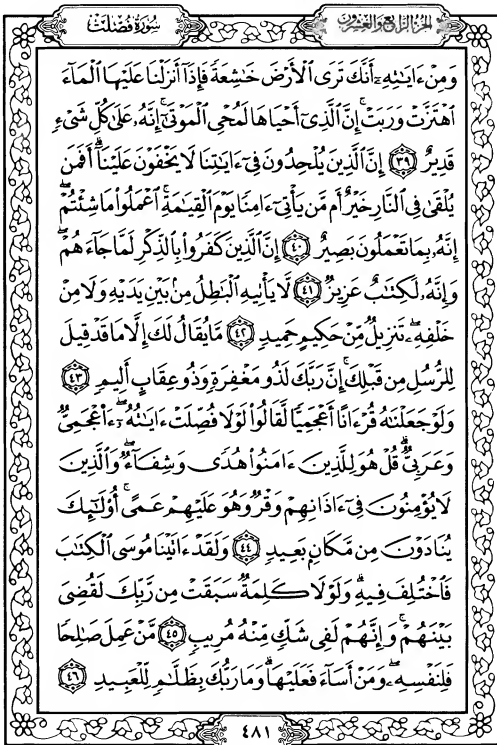 سُورَةُ فُصِّلَتْ
الجزء الرابع والعشرون
وَمِنْ ءَايَٰتِهِۦٓ أَنَّكَ تَرَى ٱلْأَرْضَ خَٰشِعَةً فَإِذَآ أَنزَلْنَا عَلَيْهَا ٱلْمَآءَ
ٱهْتَزَّتْ وَرَبَتْ ۚ إِنَّ ٱلَّذِىٓ أَحْيَاهَا لَمُحْىِ ٱلْمَوْتَىٰٓ ۚ إِنَّهُۥ عَلَىٰ كُلِّ شَىْءٍ
قَدِيرٌ ٣٩ إِنَّ ٱلَّذِينَ يُلْحِدُونَ فِىٓ ءَايَٰتِنَا لَا يَخْفَوْنَ عَلَيْنَآ ۗ أَفَمَن
يُلْقَىٰ فِى ٱلنَّارِ خَيْرٌ أَم مَّن يَأْتِىٓ ءَامِنًا يَوْمَ ٱلْقِيَٰمَةِ ۚ ٱعْمَلُوا۟ مَا شِئْتُمْ ۖ
إِنَّهُۥ بِمَا تَعْمَلُونَ بَصِيرٌ ٤٠ إِنَّ ٱلَّذِينَ كَفَرُوا۟ بِٱلذِّكْرِ لَمَّا جَآءَهُمْ ۖ
وَإِنَّهُۥ لَكِتَٰبٌ عَزِيزٌ ٤١ لَّا يَأْتِيهِ ٱلْبَٰطِلُ مِنۢ بَيْنِ يَدَيْهِ وَلَا مِنْ
خَلْفِهِۦ ۖ تَنزِيلٌ مِّنْ حَكِيمٍ حَمِيدٍ ٤٢ مَّا يُقَالُ لَكَ إِلَّا مَا قَدْ قِيلَ
لِلرُّسُلِ مِن قَبْلِكَ ۚ إِنَّ رَبَّكَ لَذُو مَغْفِرَةٍ وَذُو عِقَابٍ أَلِيمٍ ٤٣
وَلَوْ جَعَلْنَٰهُ قُرْءَانًا أَعْجَمِيًّا لَّقَالُوا۟ لَوْلَا فُصِّلَتْ ءَايَٰتُهُۥٓ ۖ ءَا۬عْجَمِىٌّ
وَعَرَبِىٌّ ۗ قُلْ هُوَ لِلَّذِينَ ءَامَنُوا۟ هُدًى وَشِفَآءٌ ۖ وَٱلَّذِينَ
لَا يُؤْمِنُونَ فِىٓ ءَاذَانِهِمْ وَقْرٌ وَهُوَ عَلَيْهِمْ عَمًى ۚ أُو۟لَٰٓئِكَ
يُنَادَوْنَ مِن مَّكَانٍۭ بَعِيدٍ ٤٤ وَلَقَدْ ءَاتَيْنَا مُوسَى ٱلْكِتَٰبَ
فَٱخْتُلِفَ فِيهِ ۗ وَلَوْلَا كَلِمَةٌ سَبَقَتْ مِن رَّبِّكَ لَقُضِىَ
بَيْنَهُمْ ۚ وَإِنَّهُمْ لَفِى شَكٍّ مِّنْهُ مُرِيبٍ ٤٥ مَّنْ عَمِلَ صَٰلِحًا
فَلِنَفْسِهِۦ ۖ وَمَنْ أَسَآءَ فَعَلَيْهَا ۗ وَمَا رَبُّكَ بِظَلَّٰمٍ لِّلْعَبِيدِ ٤٦
٤٨١